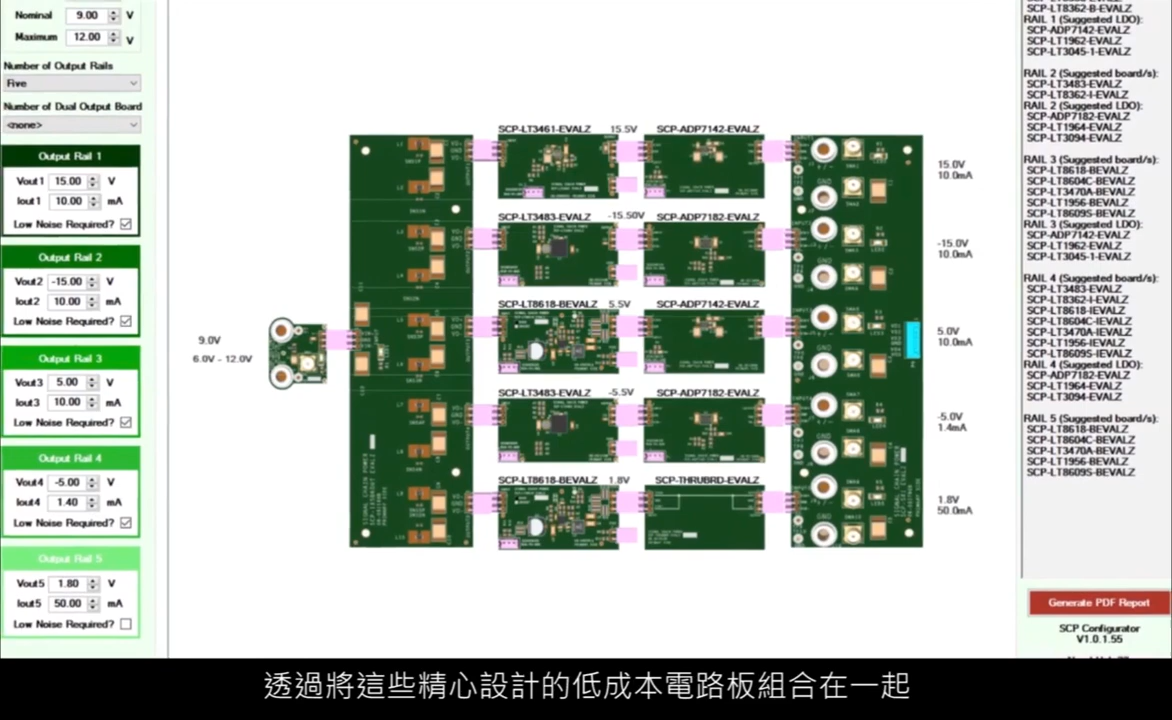 Nominal 9.00 V
Maximum 12.00 V
Number of Output Rails
Five
Number of Dual Output Board
<none>
Output Rail 1
Vout1 15.00 V
Iout1 10.00 mA
Low Noise Required?
Output Rail 2
Vout2 -15.00 V
Iout2 10.00 mA
Low Noise Required?
Output Rail 3
Vout3 5.00 V
Iout3 10.00 mA
Low Noise Required?
Output Rail 4
Vout4 -5.00 V
Iout4 1.40 mA
Low Noise Required?
Output Rail 5
Vout5 1.80 V
Iout5 50.00 mA
Low Noise Required?
9.0V
6.0V - 12.0V
SCP-LT3461-EVALZ 15.5V SCP-ADP7142-EVALZ
15.0V
10.0mA
SCP-LT3483-EVALZ -15.50V SCP-ADP7182-EVALZ
-15.0V
10.0mA
SCP-LT8618-BEVALZ 5.5V SCP-ADP7142-EVALZ
5.0V
10.0mA
SCP-LT3483-EVALZ -5.5V SCP-ADP7182-EVALZ
-5.0V
1.4mA
SCP-LT8618-BEVALZ 1.8V SCP-THRUBRD-EVALZ
1.8V
50.0mA
SCP-LT8362-B-EVALZ
RAIL 1 (Suggested LDO):
SCP-ADP7142-EVALZ
SCP-LT1962-EVALZ
SCP-LT3045-1-EVALZ
RAIL 2 (Suggested board/s):
SCP-LT3483-EVALZ
SCP-LT8362-I-EVALZ
RAIL 2 (Suggested LDO):
SCP-ADP7182-EVALZ
SCP-LT1964-EVALZ
SCP-LT3094-EVALZ
RAIL 3 (Suggested board/s):
SCP-LT8618-BEVALZ
SCP-LT8604C-BEVALZ
SCP-LT3470A-BEVALZ
SCP-LT1956-BEVALZ
SCP-LT8609S-BEVALZ
RAIL 3 (Suggested LDO):
SCP-ADP7142-EVALZ
SCP-LT1962-EVALZ
SCP-LT3045-1-EVALZ
RAIL 4 (Suggested board/s):
SCP-LT3483-EVALZ
SCP-LT8362-I-EVALZ
SCP-LT8618-IEVALZ
SCP-LT8604C-IEVALZ
SCP-LT3470A-IEVALZ
SCP-LT1956-IEVALZ
SCP-LT8609S-IEVALZ
RAIL 4 (Suggested LDO):
SCP-ADP7182-EVALZ
SCP-LT1964-EVALZ
SCP-LT3094-EVALZ
RAIL 5 (Suggested board/s):
SCP-LT8618-BEVALZ
SCP-LT8604C-BEVALZ
SCP-LT3470A-BEVALZ
SCP-LT1956-BEVALZ
SCP-LT8609S-BEVALZ
Generate PDF Report
SCP Configurator
V1.0.1.55
透過將這些精心設計的低成本電路板組合在一起